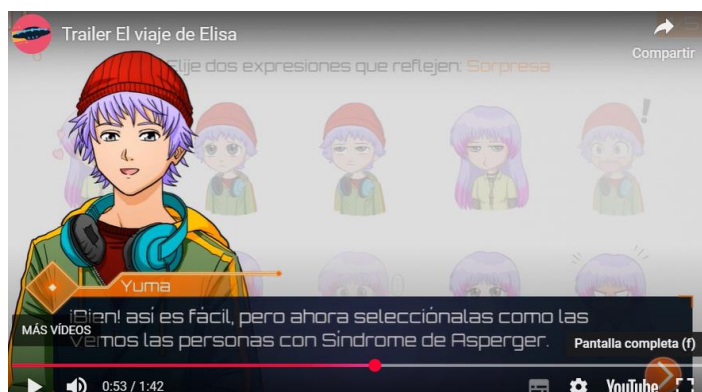 Trailer El viaje de Elisa
Compartir
Elije dos expresiones que reflejen: Sorpresa
Yuma
¡Bien! así es fácil, pero ahora selecciónalas como las
MÁS VÍDEOS
vemos las personas con Síndrome de Asperger.
Pantalla completa (f)
0:53 / 1:42
YouTube